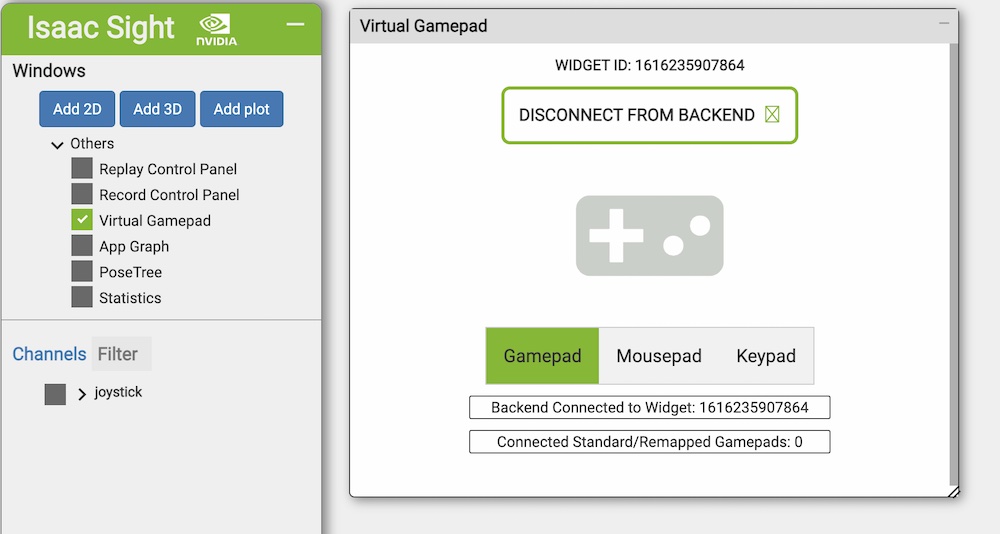 Isaac Sight
NVIDIA
Windows
Add 2D Add 3D Add plot
Others
Replay Control Panel
Record Control Panel
Virtual Gamepad
App Graph
PoseTree
Statistics
Channels Filter
joystick
Virtual Gamepad
WIDGET ID: 1616235907864
DISCONNECT FROM BACKEND
Gamepad Mousepad Keypad
Backend Connected to Widget: 1616235907864
Connected Standard/Remapped Gamepads: 0